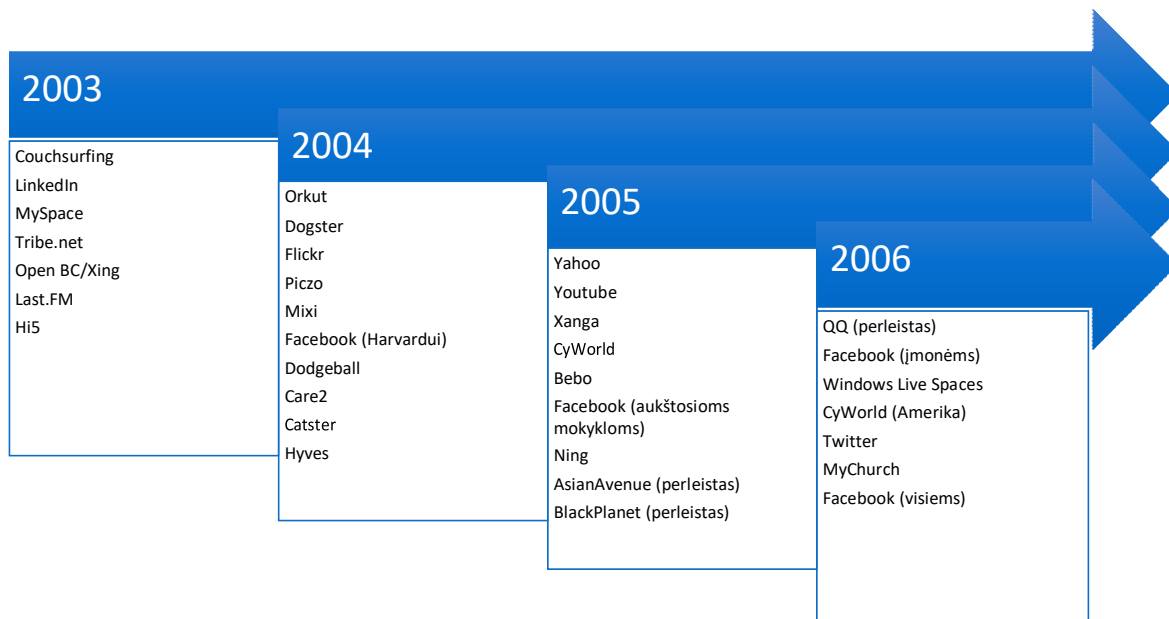 2003
Couchsurfing
LinkedIn
MySpace
Tribe.net
Open BC/Xing
Last.FM
Hi5
2004
Orkut
Dogster
Flickr
Piczo
Mixi
Facebook (Harvardui)
Dodgeball
Care2
Catster
Hyves
2005
Yahoo
Youtube
Xanga
CyWorld
Bebo
Facebook (aukštosioms
mokykloms)
Ning
AsianAvenue (perleistas)
BlackPlanet (perleistas)
2006
QQ (perleistas)
Facebook (įmonėms)
Windows Live Spaces
CyWorld (Amerika)
Twitter
MyChurch
Facebook (visiems)